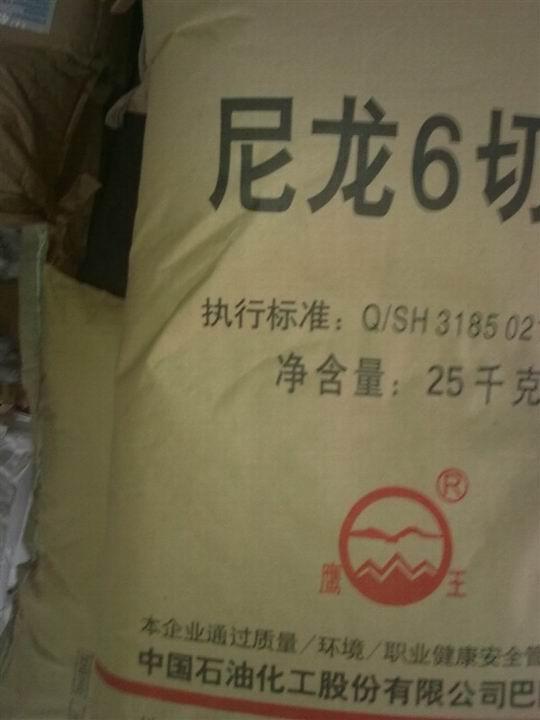 尼龙6切
执行标准：Q/SH 3185 021
净含量：25千克
®
鹰 王
本企业通过质量/环境/职业健康安全管
中国石油化工股份有限公司巴